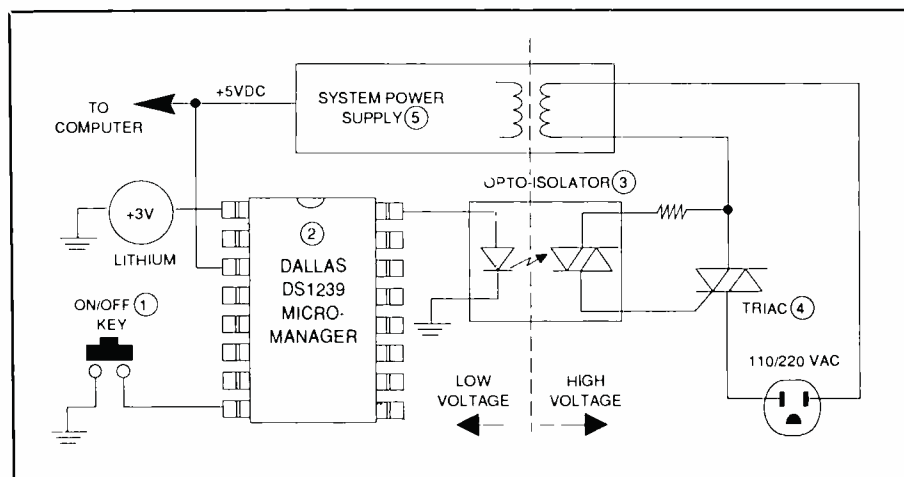 +5VDC
SYSTEM POWER
SUPPLY 5
TO
COMPUTER
OPTO-ISOLATOR 3
+3V
LITHIUM
2
DALLAS
DS1239
MICRO-
MANAGER
ON/OFF 1
KEY
TRIAC 4
110/220 VAC
LOW
VOLTAGE
HIGH
VOLTAGE